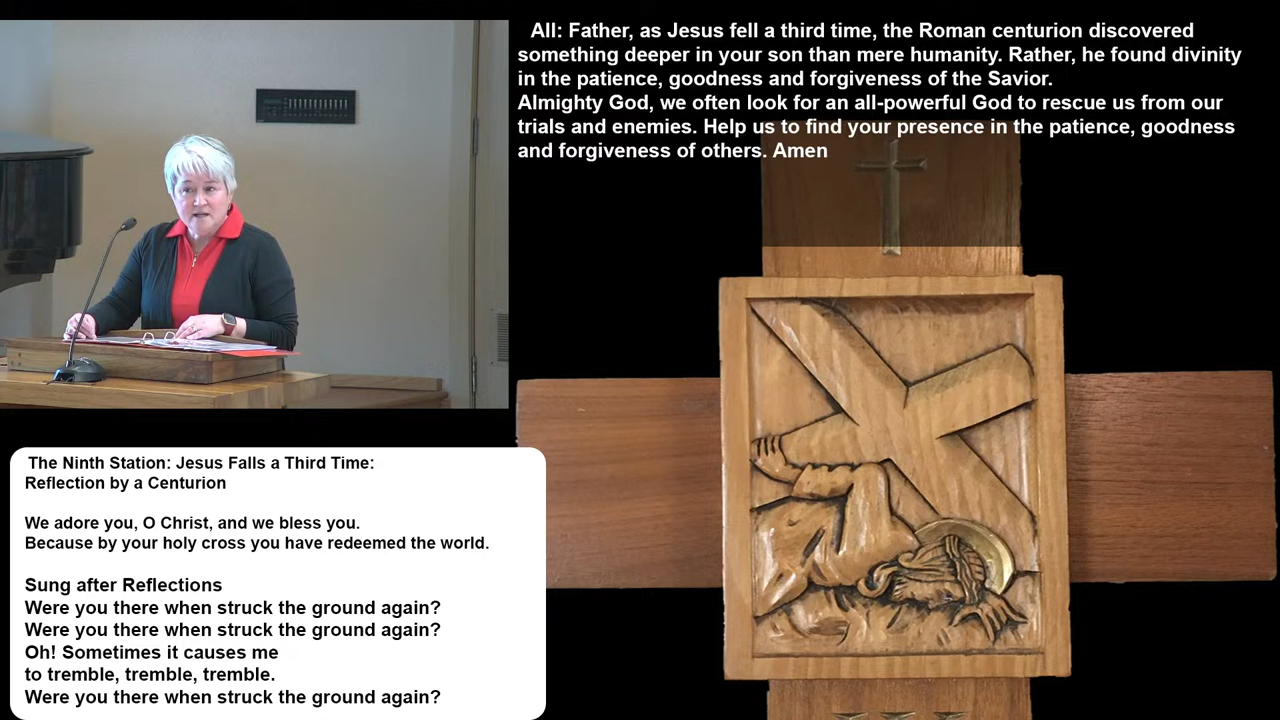 All: Father, as Jesus fell a third time, the Roman centurion discovered
something deeper in your son than mere humanity. Rather, he found divinity
in the patience, goodness and forgiveness of the Savior.
Almighty God, we often look for an all-powerful God to rescue us from our
trials and enemies. Help us to find your presence in the patience, goodness
and forgiveness of others. Amen
The Ninth Station: Jesus Falls a Third Time:
Reflection by a Centurion
We adore you, O Christ, and we bless you.
Because by your holy cross you have redeemed the world.
Sung after Reflections
Were you there when struck the ground again?
Were you there when struck the ground again?
Oh! Sometimes it causes me
to tremble, tremble, tremble.
Were you there when struck the ground again?